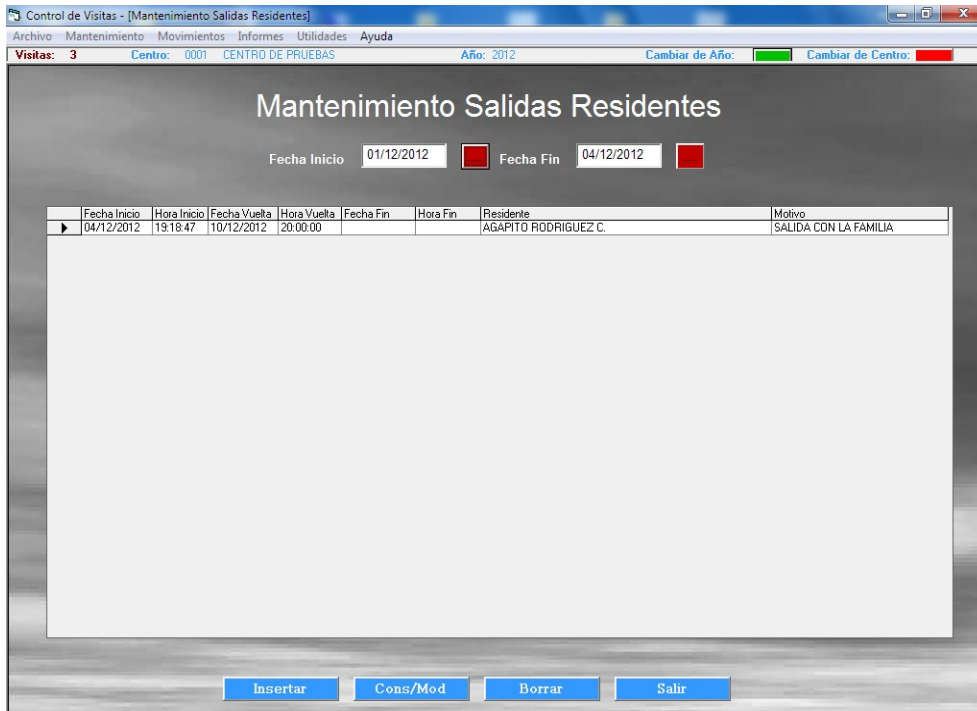 Control de Visitas - [Mantenimiento Salidas Residentes]
Archivo Mantenimiento Movimientos Informes Utilidades Ayuda
Visitas: 3 Centro: 0001 CENTRO DE PRUEBAS Año: 2012 Cambiar de Año: Cambiar de Centro:
Mantenimiento Salidas Residentes
Fecha Inicio 01/12/2012 .... Fecha Fin 04/12/2012 ....
Fecha Inicio Hora Inicio Fecha Vuelta Hora Vuelta Fecha Fin Hora Fin Residente Motivo
04/12/2012 19:18:47 10/12/2012 20:00:00 AGAPITO RODRIGUEZ C. SALIDA CON LA FAMILIA
Insertar Cons/Mod Borrar Salir